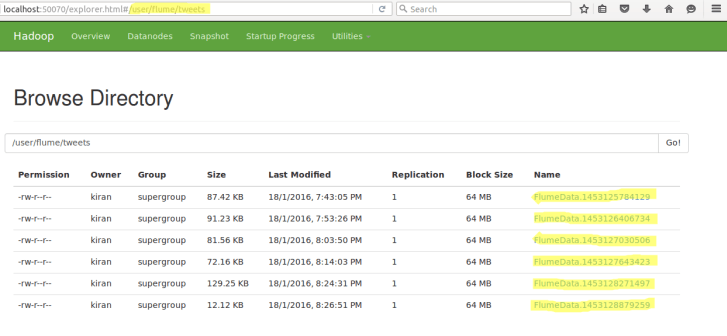 localhost:50070/explorer.html#/user/flume/tweets Search
Hadoop Overview Datanodes Snapshot Startup Progress Utilities
Browse Directory
/user/flume/tweets Go!
Permission Owner Group Size Last Modified Replication Block Size Name
-rw-r--r-- kiran supergroup 87.42 KB 18/1/2016, 7:43:05 PM 1 64 MB FlumeData.1453125784129
-rw-r--r-- kiran supergroup 91.23 KB 18/1/2016, 7:53:26 PM 1 64 MB FlumeData.1453126406734
-rw-r--r-- kiran supergroup 81.56 KB 18/1/2016, 8:03:50 PM 1 64 MB FlumeData.1453127030506
-rw-r--r-- kiran supergroup 72.16 KB 18/1/2016, 8:14:03 PM 1 64 MB FlumeData.1453127643423
-rw-r--r-- kiran supergroup 129.25 KB 18/1/2016, 8:24:31 PM 1 64 MB FlumeData.1453128271497
-rw-r--r-- kiran supergroup 12.12 KB 18/1/2016, 8:26:51 PM 1 64 MB FlumeData.1453128879259